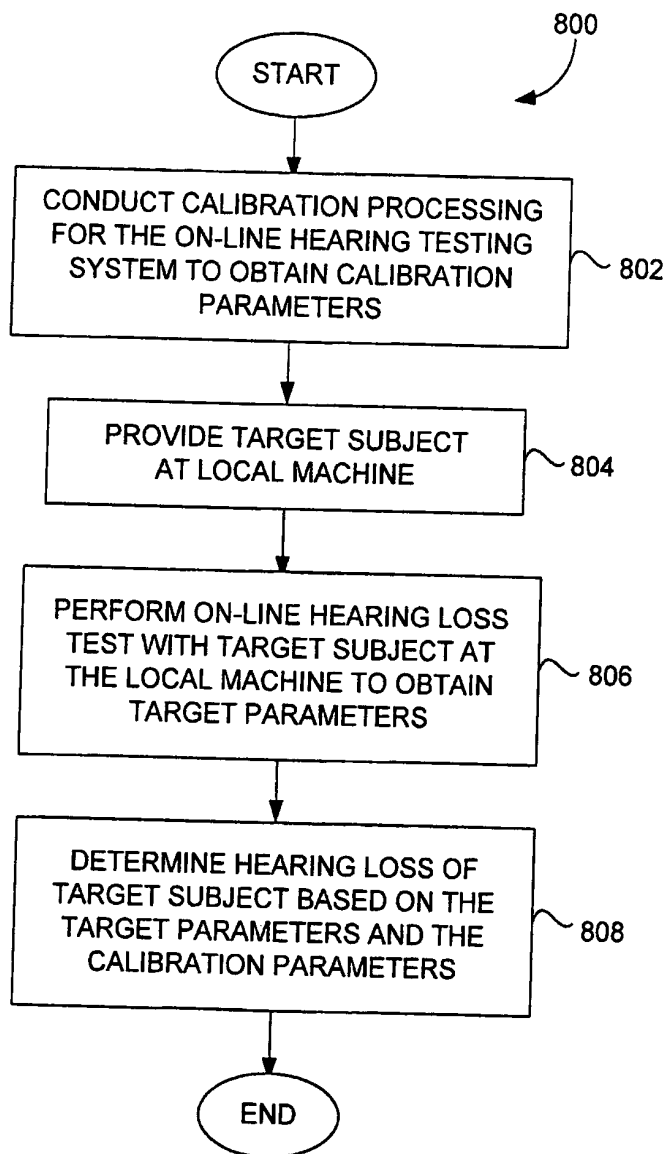 800
START
CONDUCT CALIBRATION PROCESSING
FOR THE ON-LINE HEARING TESTING
SYSTEM TO OBTAIN CALIBRATION
PARAMETERS
802
PROVIDE TARGET SUBJECT
AT LOCAL MACHINE
804
PERFORM ON-LINE HEARING LOSS
TEST WITH TARGET SUBJECT AT
THE LOCAL MACHINE TO OBTAIN
TARGET PARAMETERS
806
DETERMINE HEARING LOSS OF
TARGET SUBJECT BASED ON THE
TARGET PARAMETERS AND THE
CALIBRATION PARAMETERS
808
END